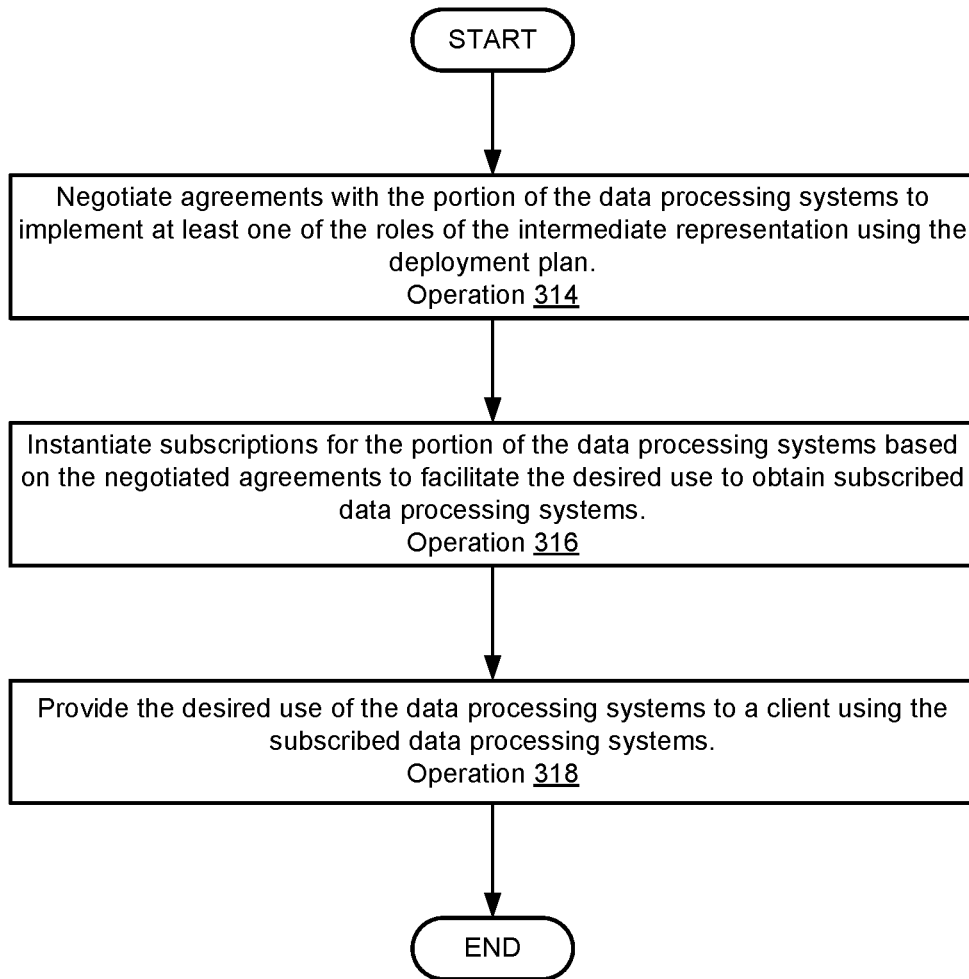 START
Negotiate agreements with the portion of the data processing systems to
implement at least one of the roles of the intermediate representation using the
deployment plan.
Operation 314
Instantiate subscriptions for the portion of the data processing systems based
on the negotiated agreements to facilitate the desired use to obtain subscribed
data processing systems.
Operation 316
Provide the desired use of the data processing systems to a client using the
subscribed data processing systems.
Operation 318
END